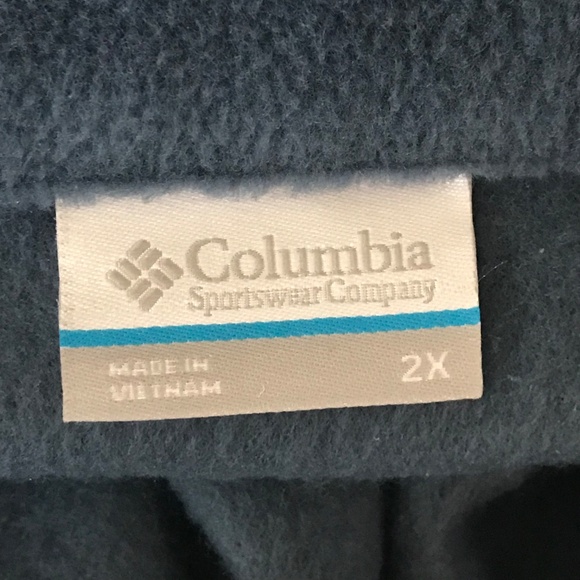 Columbia
Sportswear Company
MADE IN
VIETNAM
2X